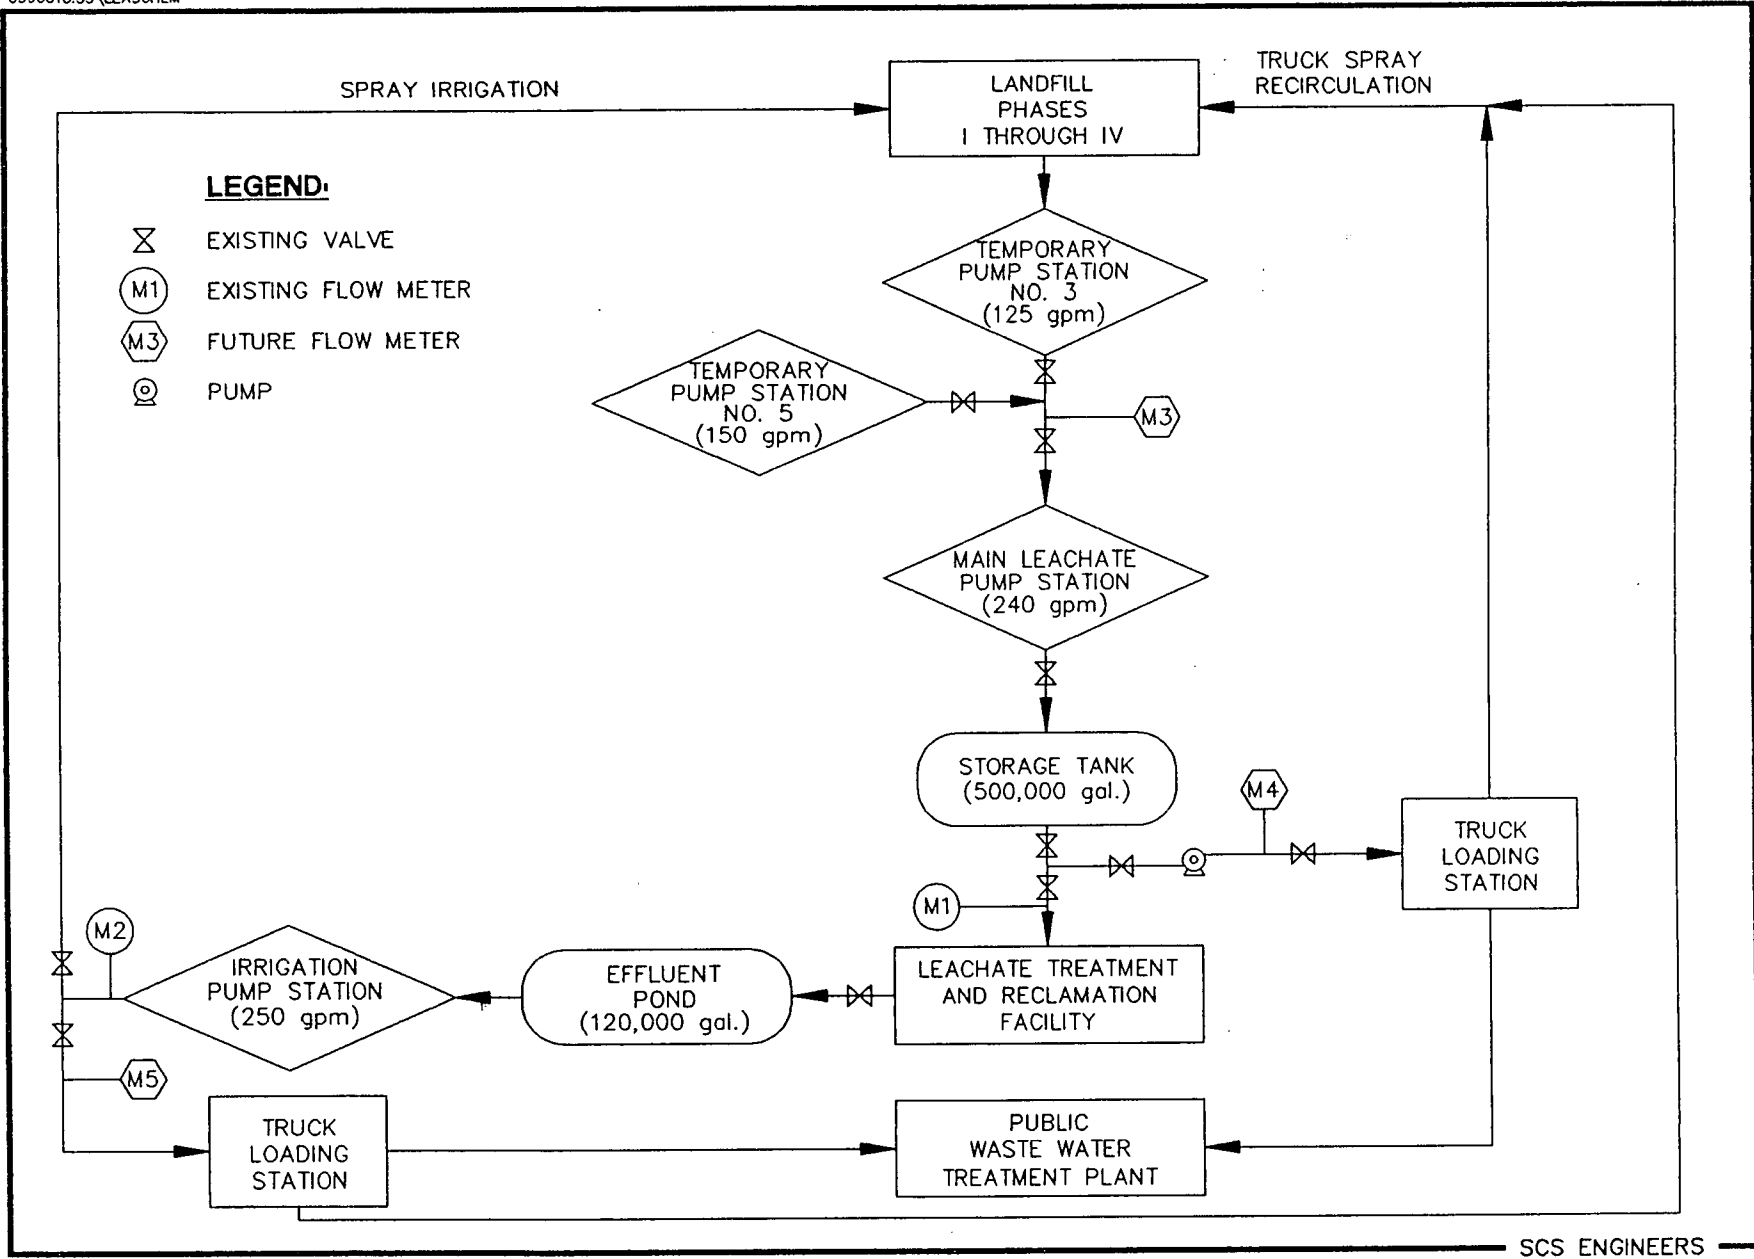 SPRAY IRRIGATION
LANDFILL
PHASES
I THROUGH IV
TRUCK SPRAY
RECIRCULATION
LEGEND:
EXISTING VALVE
M1 EXISTING FLOW METER
M3 FUTURE FLOW METER
PUMP
TEMPORARY
PUMP STATION
NO. 3
(125 gpm)
TEMPORARY
PUMP STATION
NO. 5
(150 gpm)
M3
MAIN LEACHATE
PUMP STATION
(240 gpm)
STORAGE TANK
(500,000 gal.)
M4
TRUCK
LOADING
STATION
M1
M2
IRRIGATION
PUMP STATION
(250 gpm)
EFFLUENT
POND
(120,000 gal.)
LEACHATE TREATMENT
AND RECLAMATION
FACILITY
M5
TRUCK
LOADING
STATION
PUBLIC
WASTE WATER
TREATMENT PLANT
SCS ENGINEERS